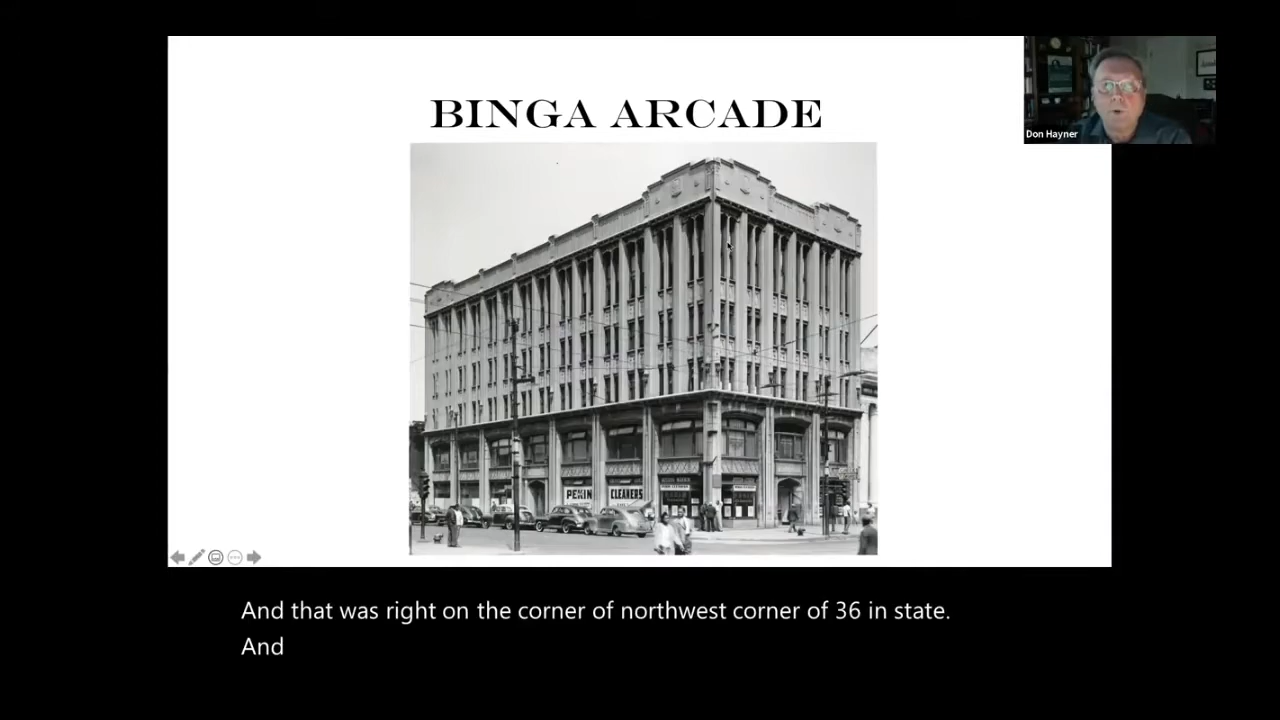 BINGA ARCADE
Don Hayner
PEKIN CLEANERS
And that was right on the corner of northwest corner of 36 in state.
And